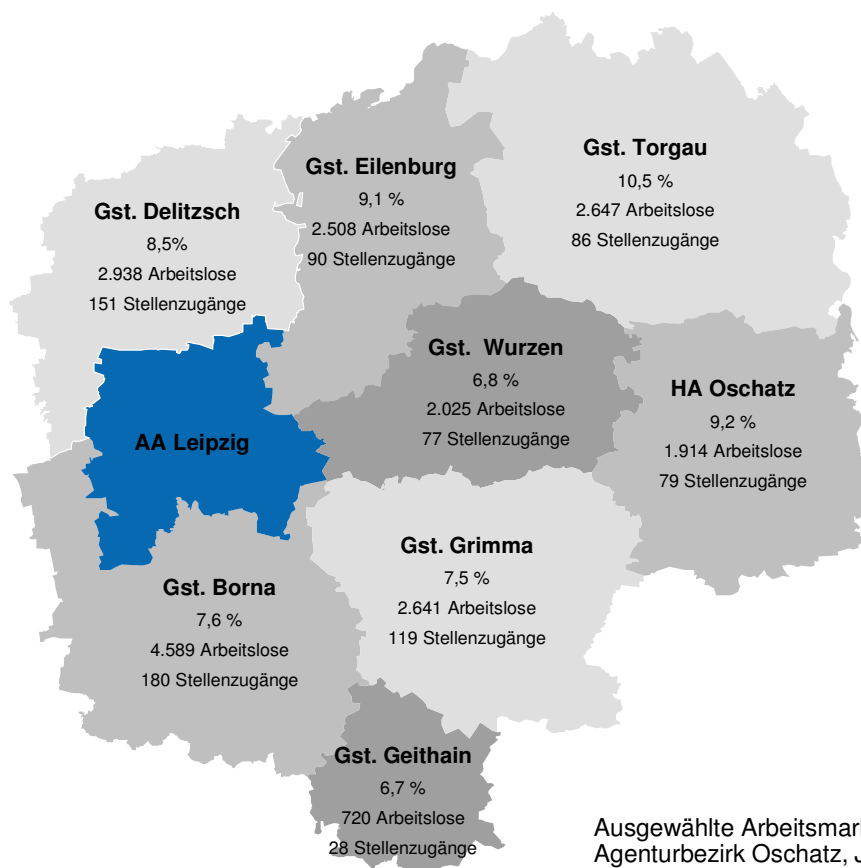 Gst. Torgau
10,5 %
2.647 Arbeitslose
86 Stellenzugänge
Gst. Eilenburg
9,1 %
2.508 Arbeitslose
90 Stellenzugänge
Gst. Delitzsch
8,5%
2.938 Arbeitslose
151 Stellenzugänge
Gst. Wurzen
6,8 %
2.025 Arbeitslose
77 Stellenzugänge
HA Oschatz
9,2 %
1.914 Arbeitslose
79 Stellenzugänge
AA Leipzig
Gst. Grimma
7,5 %
2.641 Arbeitslose
119 Stellenzugänge
Gst. Borna
7,6 %
4.589 Arbeitslose
180 Stellenzugänge
Gst. Geithain
6,7 %
720 Arbeitslose
28 Stellenzugänge
Ausgewählte
Agenturbezirk Oschatz,